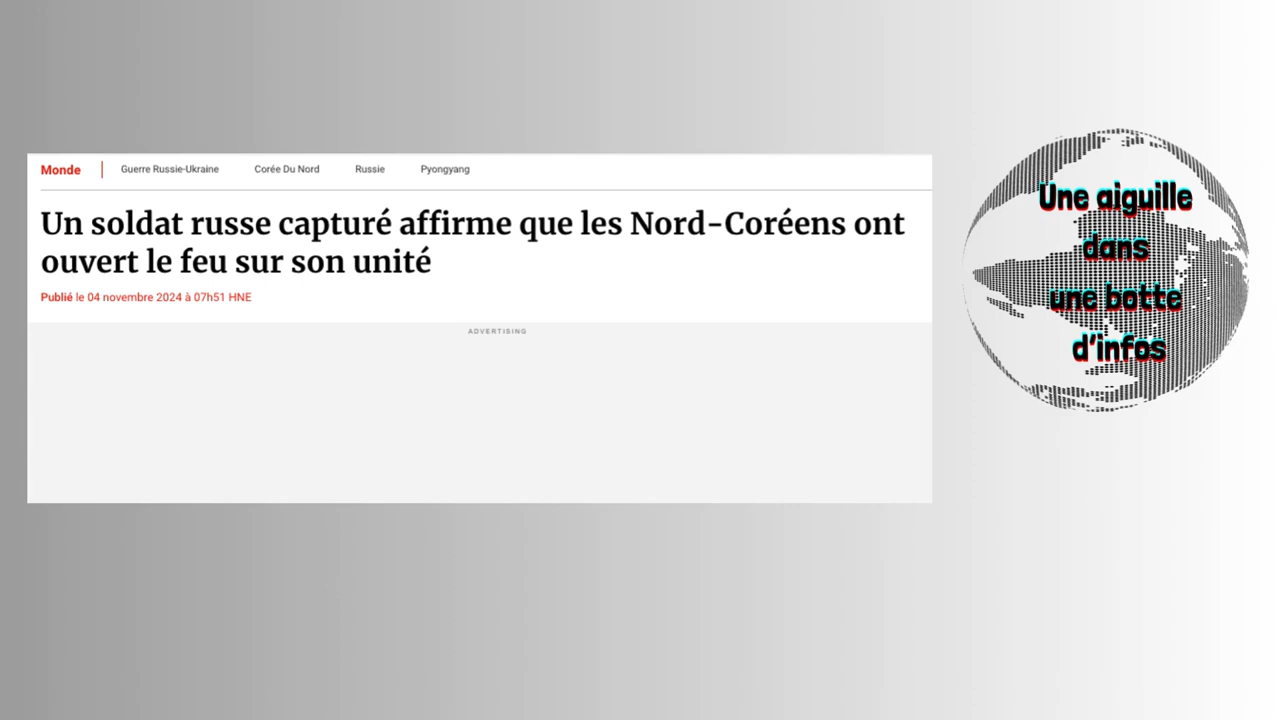 Monde
Guerre Russie-Ukraine
Corée Du Nord
Russie
Pyongyang
Un soldat russe capturé affirme que les Nord-Coréens ont
ouvert le feu sur son unité
Publié le 04 novembre 2024 à 07h51 HNE
ADVERTISING
Une aiguille
dans
une botte
d'infos